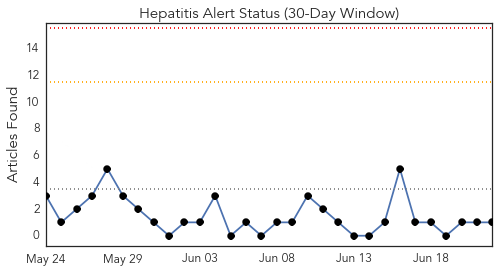 Hepatitis Alert Status (30-Day Window)
Articles Found
14
12
10
8
6
4
2
0
May 24 May 29 Jun 03 Jun 08 Jun 13 Jun 18